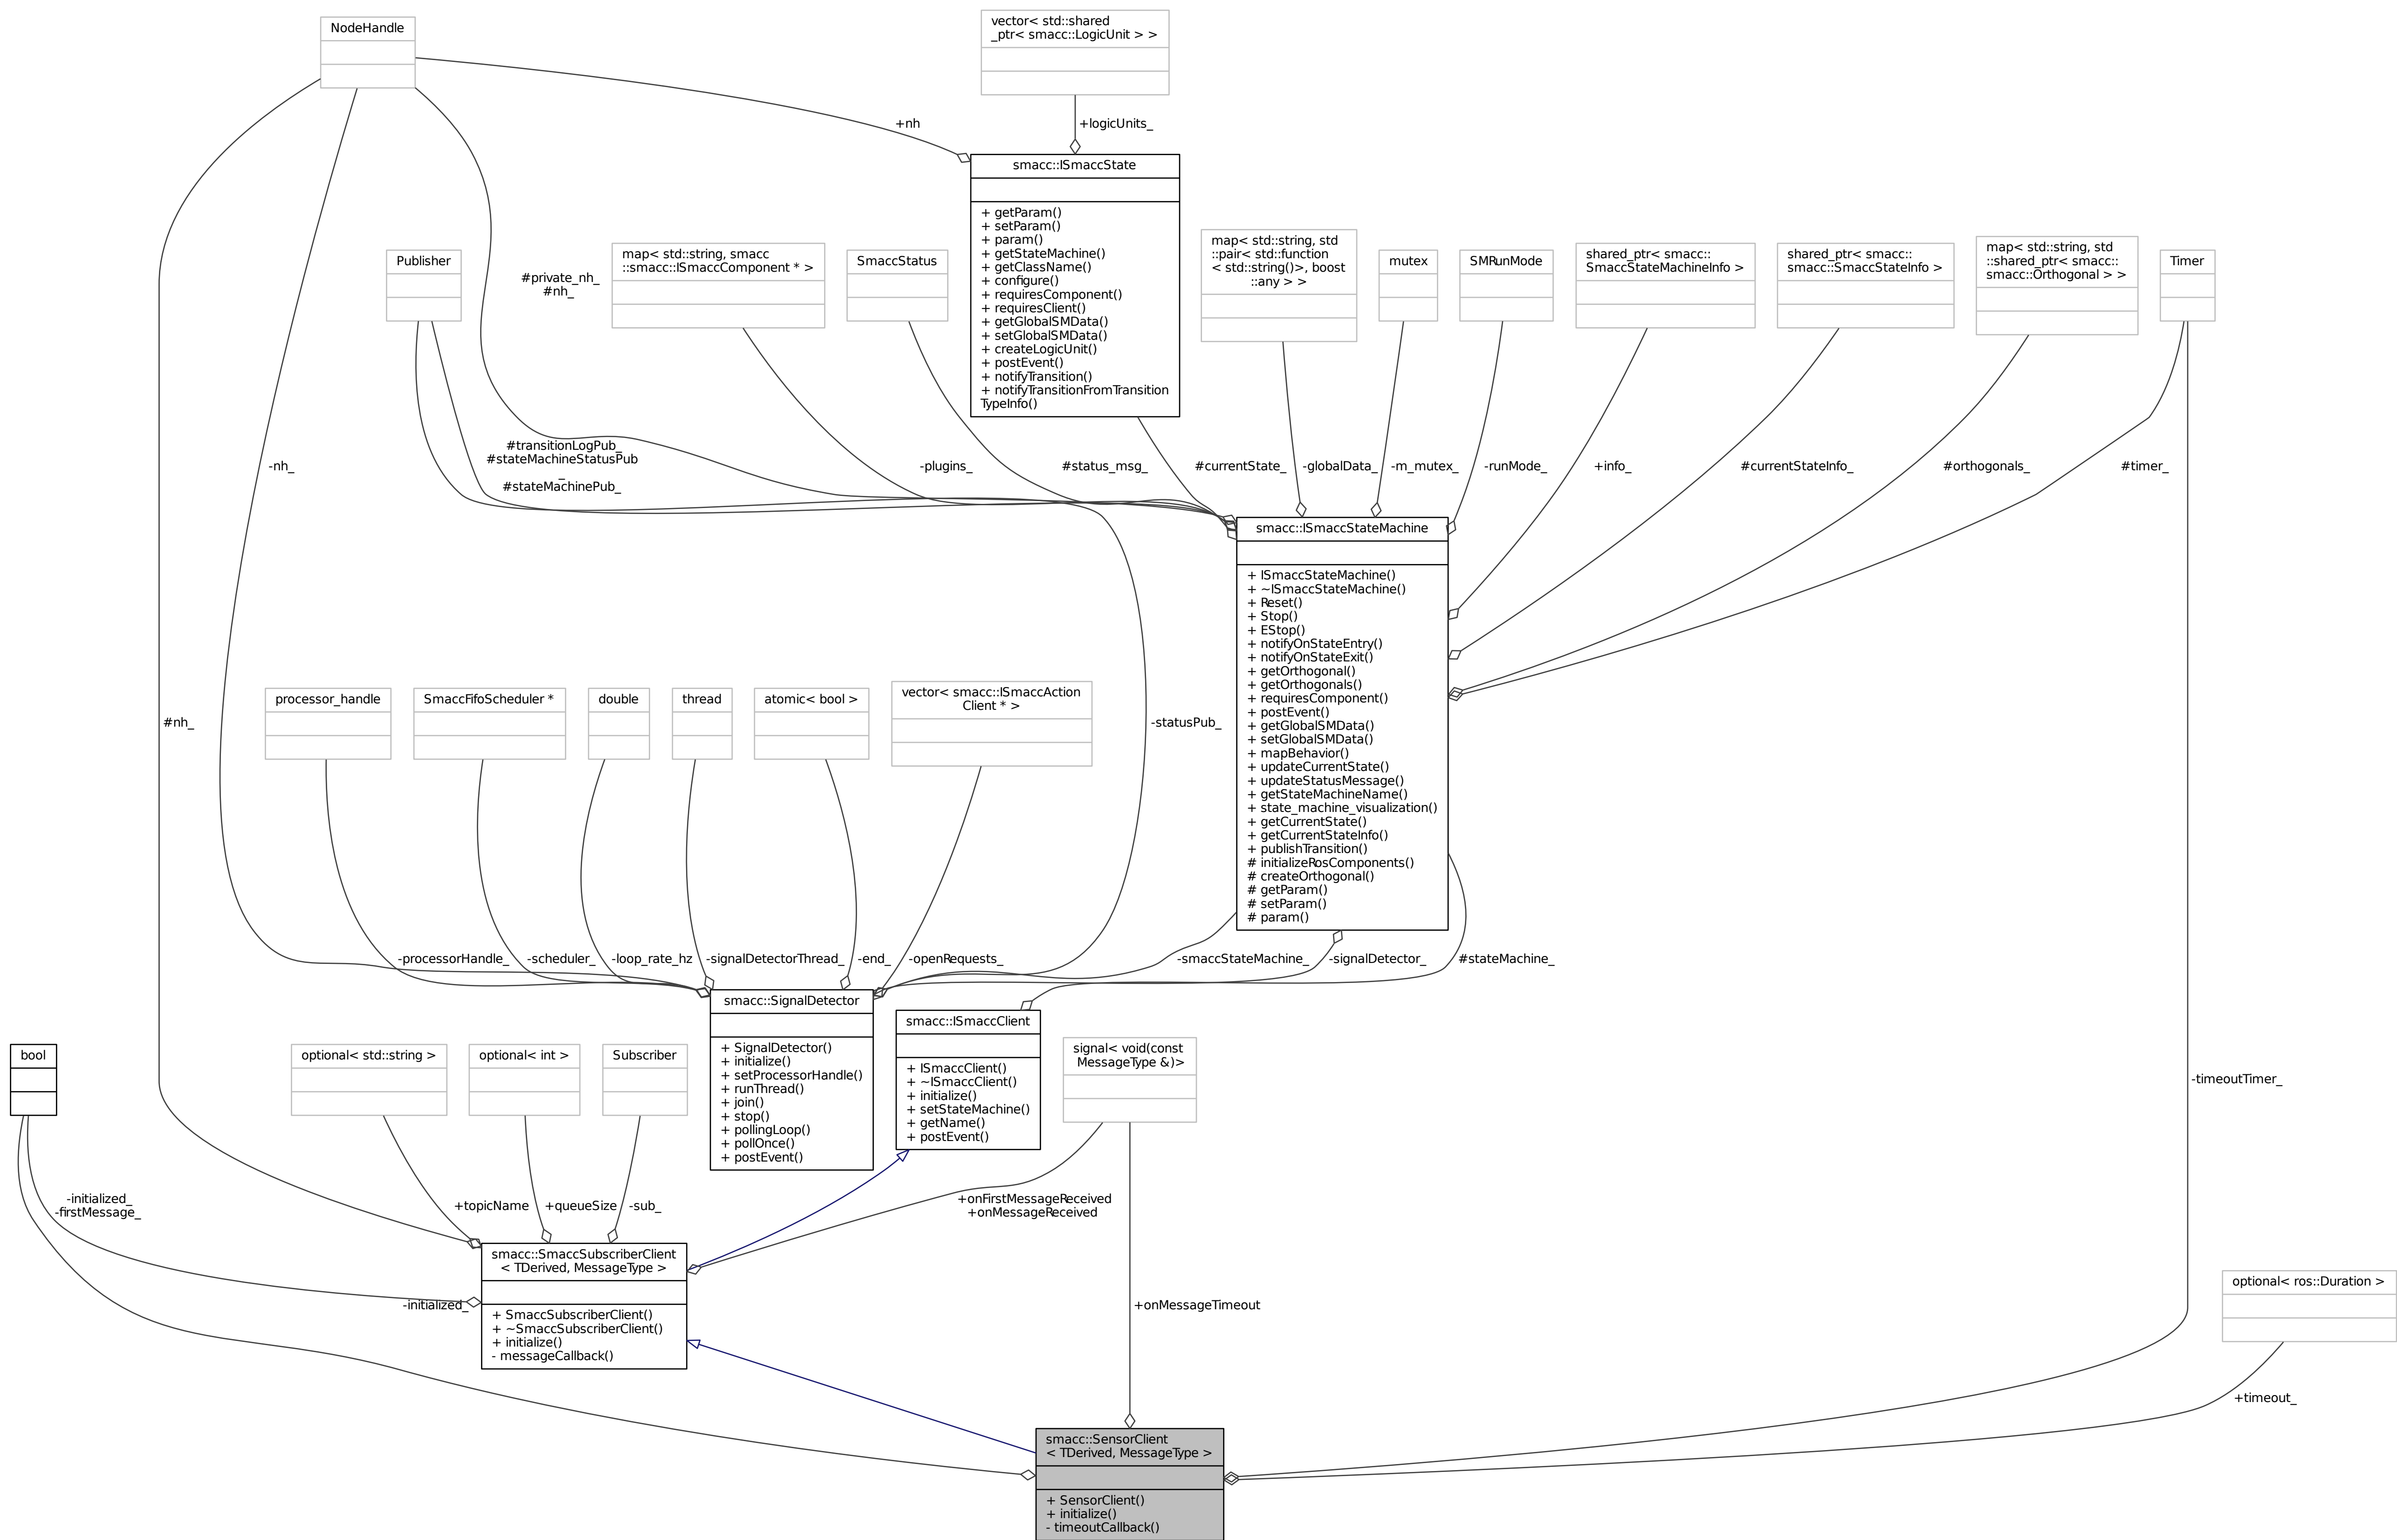 NodeHandle
vector< std::shared
_ptr< smacc::LogicUnit > >
+nh
+logicUnits_
smacc::ISmaccState
+ getParam()
+ setParam()
+ param()
+ getStateMachine()
+ getClassName()
+ configure()
+ requiresComponent()
+ requiresClient()
+ getGlobalSMData()
+ setGlobalSMData()
+ createLogicUnit()
+ postEvent()
+ notifyTransition()
+ notifyTransitionFromTransition
TypeInfo()
Publisher
#private_nh_
#nh_
map< std::string, smacc
::smacc::ISmaccComponent * >
SmaccStatus
map< std::string, std
::pair< std::function
< std::string()>, boost
::any > >
mutex
SMRunMode
shared_ptr< smacc::
SmaccStateMachineInfo >
shared_ptr< smacc::
smacc::SmaccStateInfo >
map< std::string, std
::shared_ptr< smacc::
smacc::Orthogonal > >
Timer
-nh_
#transitionLogPub_
#stateMachineStatusPub
_
#stateMachinePub_
-plugins_
#status_msg_
#currentState_
-globalData_
-m_mutex_
-runMode_
+info_
#currentStateInfo_
#orthogonals_
#timer_
smacc::ISmaccStateMachine
+ ISmaccStateMachine()
+ ~ISmaccStateMachine()
+ Reset()
+ Stop()
+ EStop()
+ notifyOnStateEntry()
+ notifyOnStateExit()
+ getOrthogonal()
+ getOrthogonals()
+ requiresComponent()
+ postEvent()
+ getGlobalSMData()
+ setGlobalSMData()
+ mapBehavior()
+ updateCurrentState()
+ updateStatusMessage()
+ getStateMachineName()
+ state_machine_visualization()
+ getCurrentState()
+ getCurrentStateInfo()
+ publishTransition()
# initializeRosComponents()
# createOrthogonal()
# getParam()
# setParam()
# param()
#nh_
processor_handle
SmaccFifoScheduler *
double
thread
atomic< bool >
vector< smacc::ISmaccAction
Client * >
-statusPub_
-processorHandle_
-scheduler_
-loop_rate_hz
-signalDetectorThread_
-end_
-openRequests_
-smaccStateMachine_
-signalDetector_
#stateMachine_
smacc::SignalDetector
+ SignalDetector()
+ initialize()
+ setProcessorHandle()
+ runThread()
+ join()
+ stop()
+ pollingLoop()
+ pollOnce()
+ postEvent()
smacc::ISmaccClient
+ ISmaccClient()
+ ~ISmaccClient()
+ initialize()
+ setStateMachine()
+ getName()
+ postEvent()
signal< void(const
MessageType &)>
bool
optional< std::string >
optional< int >
Subscriber
-timeoutTimer_
-initialized_
-firstMessage_
+topicName
+queueSize
-sub_
+onFirstMessageReceived
+onMessageReceived
smacc::SmaccSubscriberClient
< TDerived, MessageType >
+ SmaccSubscriberClient()
+ ~SmaccSubscriberClient()
+ initialize()
- messageCallback()
-initialized_
+onMessageTimeout
optional< ros::Duration >
+timeout_
smacc::SensorClient
< TDerived, MessageType >
+ SensorClient()
+ initialize()
- timeoutCallback()